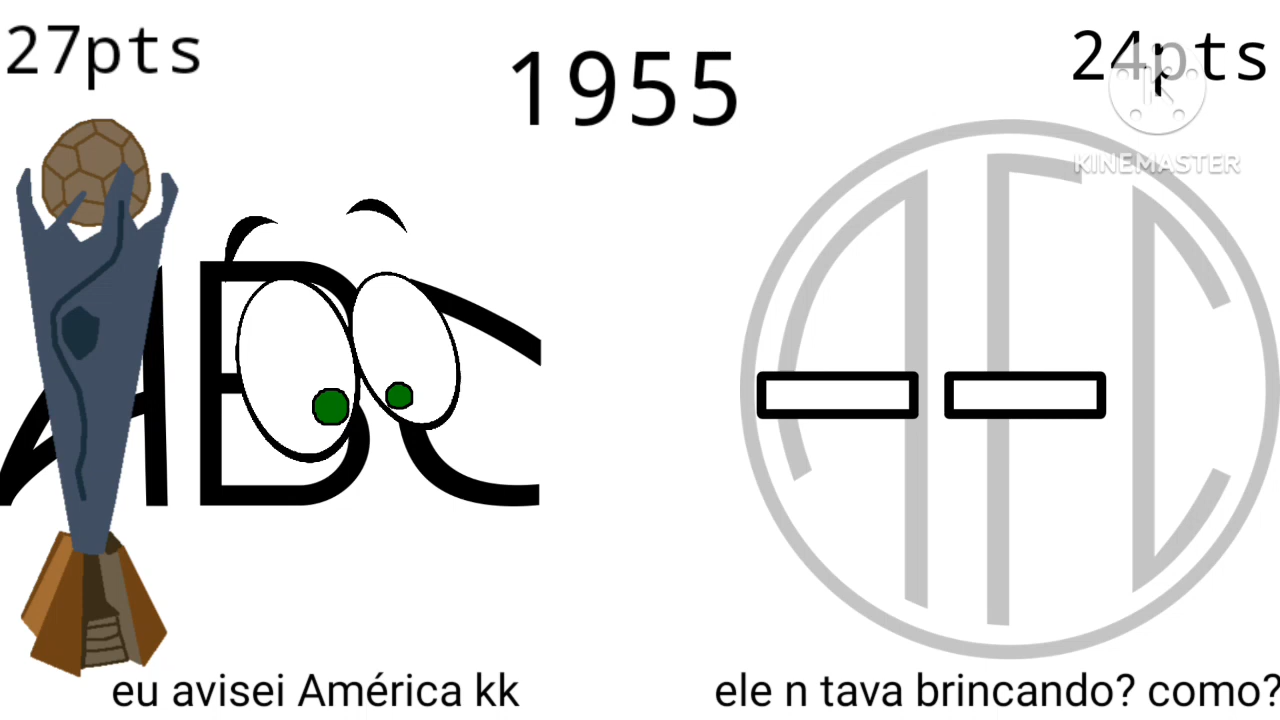 27pts
1955
24pts
KINEMASTER
ABC
AFC
eu avisei América kk
ele n tava brincando? como?